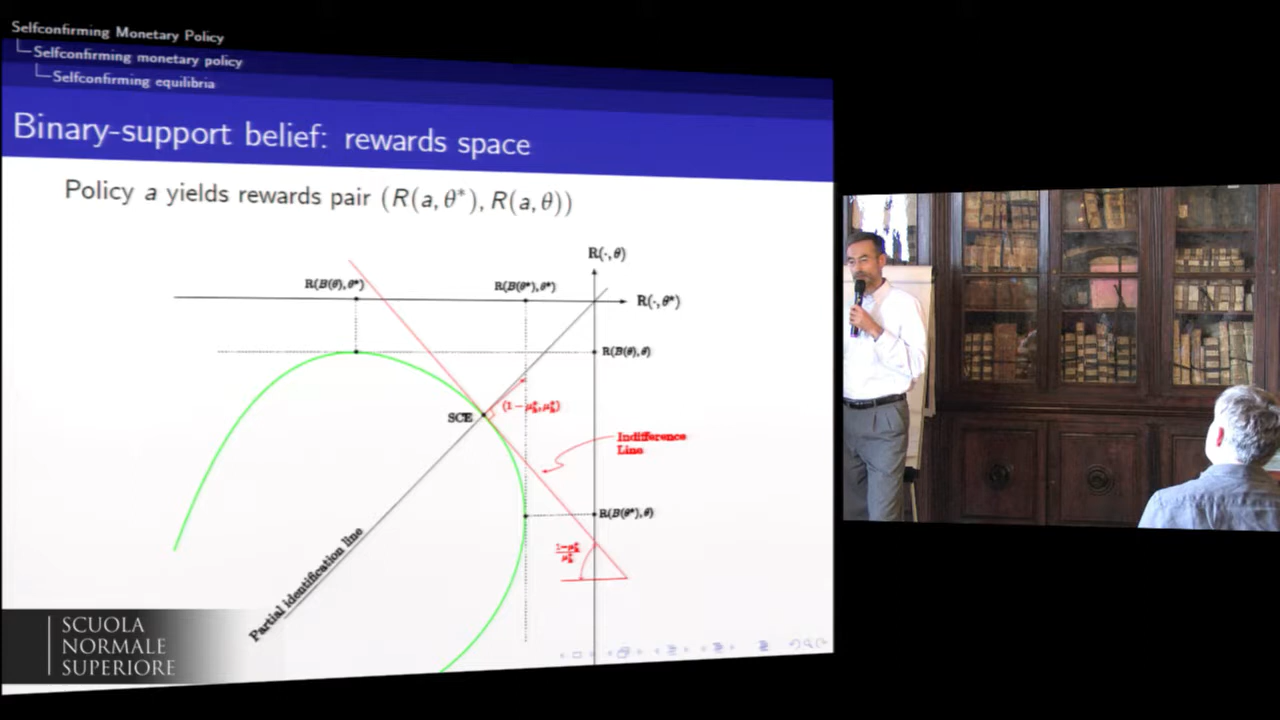 Selfconfirming Monetary Policy
Selfconfirming monetary policy
Selfconfirming equilibria
Binary-support belief: rewards space
Policy a yields rewards pair (R(a, θ*), R(a, θ))
R(·, θ)
R(B(θ), θ*)
R(B(θ*), θ*)
R(·, θ*)
R(B(θ), θ)
SCE
Indifference
Line
R(B(θ*), θ)
Partial identification line
SCUOLA
NORMALE
SUPERIORE